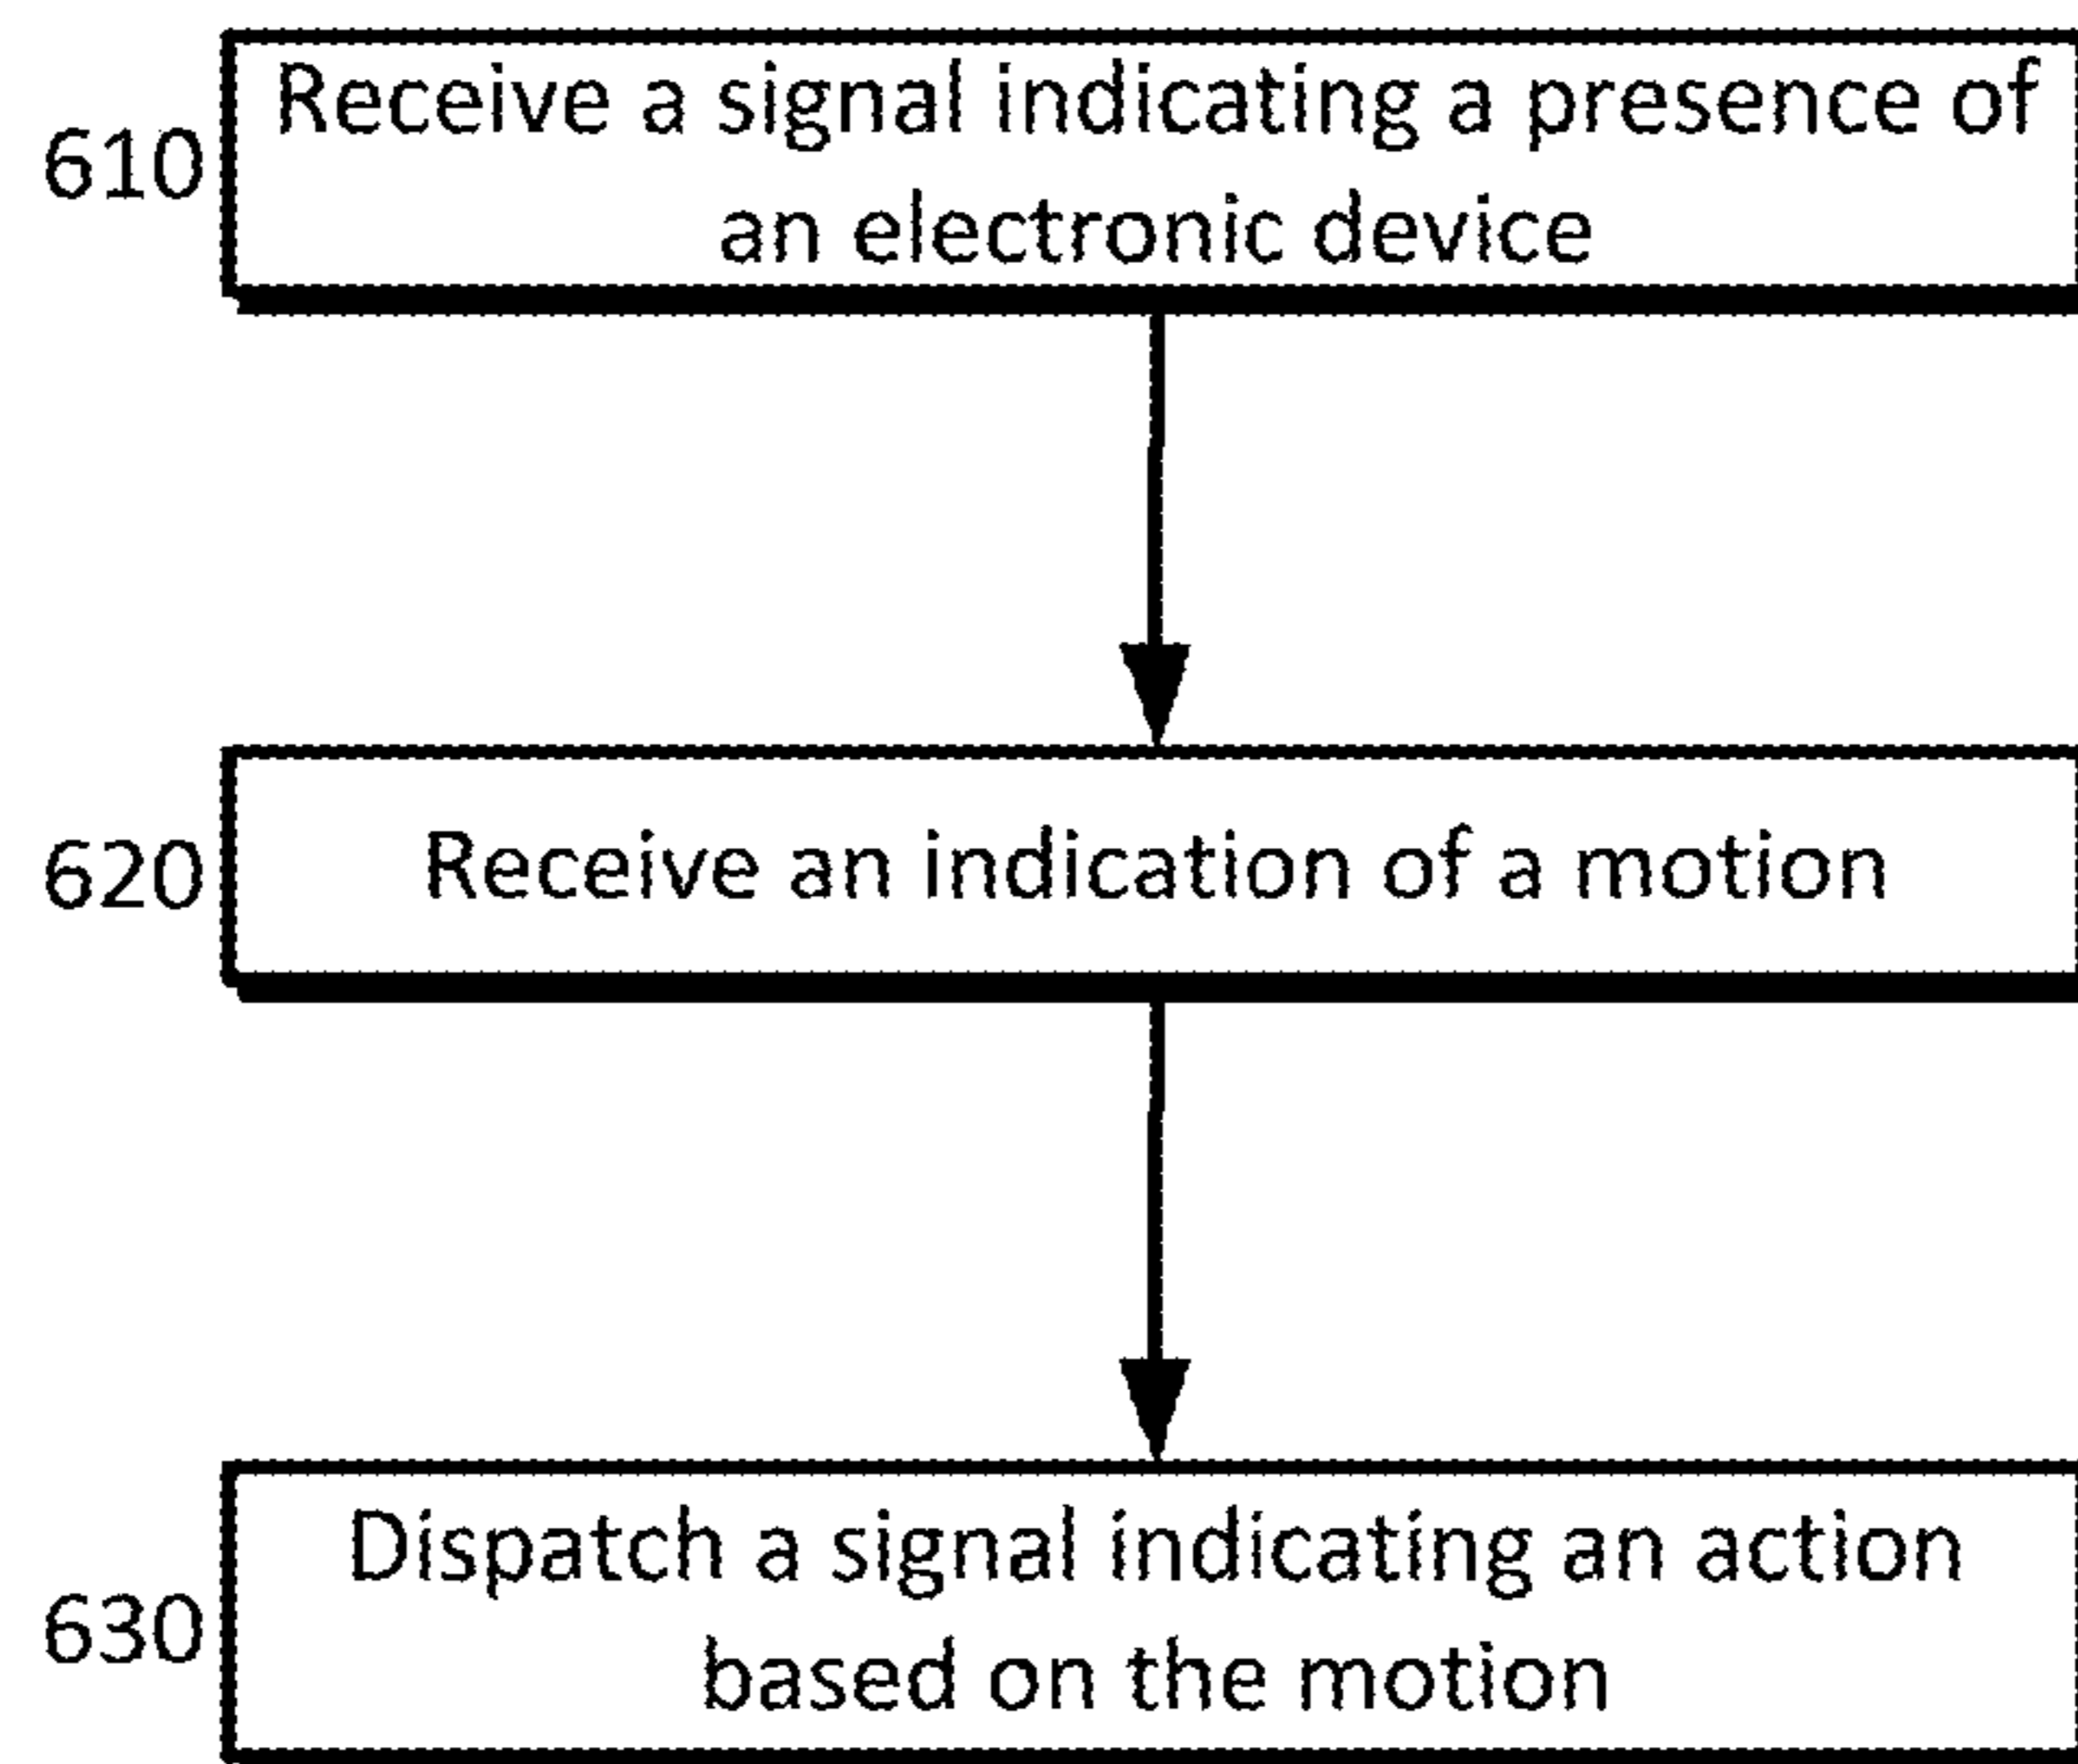 610
Receive a signal indicating a presence of
an electronic device
620
Receive an indication of a motion
630
Dispatch a signal indicating an action
based on the motion